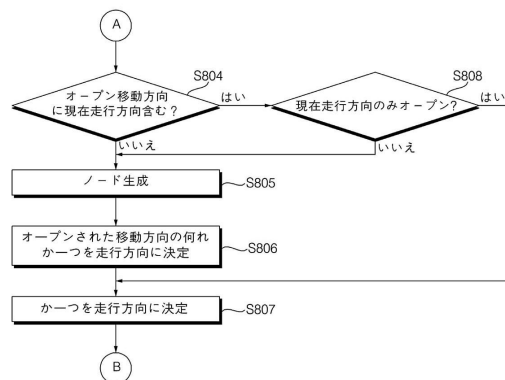 A
S804
オープン移動方向
に現在走行方向含む？
はい
S808
現在走行方向のみオープン?
はい
いいえ
いいえ
ノード生成
S805
オープンされた移動方向の何れ
か一つを走行方向に決定
S806
か一つを走行方向に決定
S807
B